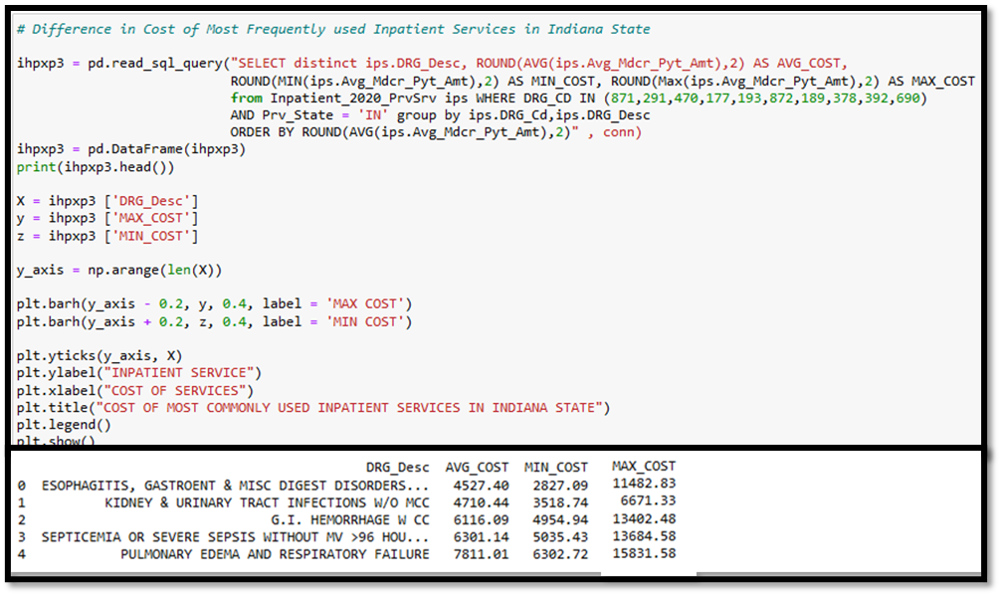 # Difference in Cost of Most Frequently used Inpatient Services in Indiana State
ihpxp3 = pd.read_sql_query("SELECT distinct ips.DRG_Desc, ROUND(AVG(ips.Avg_Mdcr_Pyt_Amt),2) AS AVG_COST,
ROUND(MIN(ips.Avg_Mdcr_Pyt_Amt),2) AS MIN_COST, ROUND(Max(ips.Avg_Mdcr_Pyt_Amt),2) AS MAX_COST
from Inpatient_2020_PrvSrv ips WHERE DRG_CD IN (871,291,470,177,193,872,189,378,392,690)
AND Prv_State = 'IN' group by ips.DRG_Cd,ips.DRG_Desc
ORDER BY ROUND(AVG(ips.Avg_Mdcr_Pyt_Amt),2)" , conn)
ihpxp3 = pd.DataFrame(ihpxp3)
print(ihpxp3.head())
X = ihpxp3 ['DRG_Desc']
y = ihpxp3 ['MAX_COST']
z = ihpxp3 ['MIN_COST']
y_axis = np.arange(len(X))
plt.barh(y_axis - 0.2, y, 0.4, label = 'MAX COST')
plt.barh(y_axis + 0.2, z, 0.4, label = 'MIN COST')
plt.yticks(y_axis, X)
plt.ylabel("INPATIENT SERVICE")
plt.xlabel("COST OF SERVICES")
plt.title("COST OF MOST COMMONLY USED INPATIENT SERVICES IN INDIANA STATE")
plt.legend()
plt.show()
DRG_Desc AVG_COST MIN_COST MAX_COST
0 ESOPHAGITIS, GASTROENT & MISC DIGEST DISORDERS... 4527.40 2827.09 11482.83
1 KIDNEY & URINARY TRACT INFECTIONS W/O MCC 4710.44 3518.74 6671.33
2 G.I. HEMORRHAGE W CC 6116.09 4954.94 13402.48
3 SEPTICEMIA OR SEVERE SEPSIS WITHOUT MV >96 HOU... 6301.14 5035.43 13684.58
4 PULMONARY EDEMA AND RESPIRATORY FAILURE 7811.01 6302.72 15831.58